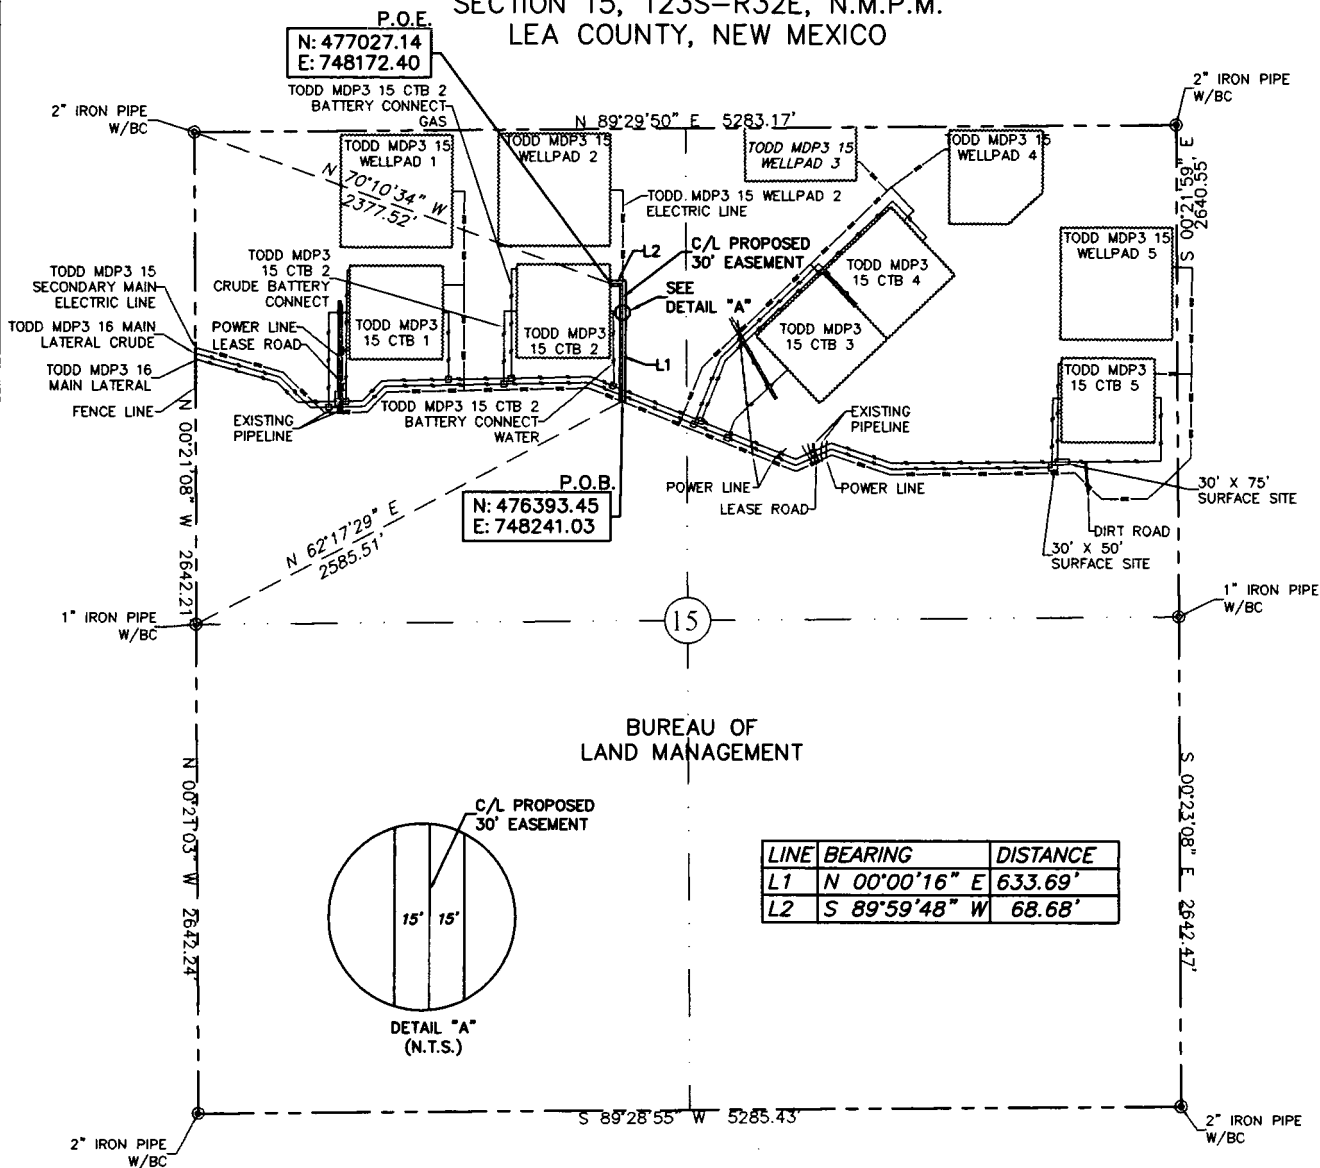 SECTION 15, T23S-R32E, N.M.P.M.
LEA COUNTY, NEW MEXICO
P.O.E.
N: 477027.14
E: 748172.40
TODD MDP3 15 CTB 2
BATTERY CONNECT
GAS
2" IRON PIPE
W/BC
N 89°29'50" E 5283.17'
2" IRON PIPE
W/BC
TODD MDP3 15
WELLPAD 1
TODD MDP3 15
WELLPAD 2
TODD MDP3 15
WELLPAD 3
TODD MDP3 15
WELLPAD 4
S 00°21'59" E
2640.55'
N 70°10'34" W
2377.52'
TODD MDP3 15 WELLPAD 2
ELECTRIC LINE
L2
C/L PROPOSED
30' EASEMENT
TODD MDP3 15
WELLPAD 5
TODD MDP3
15 CTB 2
CRUDE BATTERY
CONNECT
SEE
DETAIL "A"
TODD MDP3
15 CTB 4
TODD MDP3 15
SECONDARY MAIN
ELECTRIC LINE
TODD MDP3 16 MAIN
LATERAL CRUDE
TODD MDP3 16
MAIN LATERAL
FENCE LINE
POWER LINE
LEASE ROAD
TODD MDP3
15 CTB 1
TODD MDP3
15 CTB 2
TODD MDP3
15 CTB 3
L1
TODD MDP3
15 CTB 5
EXISTING
PIPELINE
TODD MDP3 15 CTB 2
BATTERY CONNECT
WATER
EXISTING
PIPELINE
N 00°21'08" W 2642.21'
P.O.B.
N: 476393.45
E: 748241.03
POWER LINE
LEASE ROAD
POWER LINE
30' X 75'
SURFACE SITE
DIRT ROAD
30' X 50'
SURFACE SITE
N 62°17'29" E
2585.51'
1" IRON PIPE
W/BC
15
1" IRON PIPE
W/BC
BUREAU OF
LAND MANAGEMENT
N 00°21'03" W 2642.24'
S 00°23'08" E 2642.47'
C/L PROPOSED
30' EASEMENT
15' 15'
DETAIL "A"
(N.T.S.)
LINE BEARING DISTANCE
L1 N 00°00'16" E 633.69'
L2 S 89°59'48" W 68.68'
S 89°28'55" W 5285.43'
2" IRON PIPE
W/BC
2" IRON PIPE
W/BC